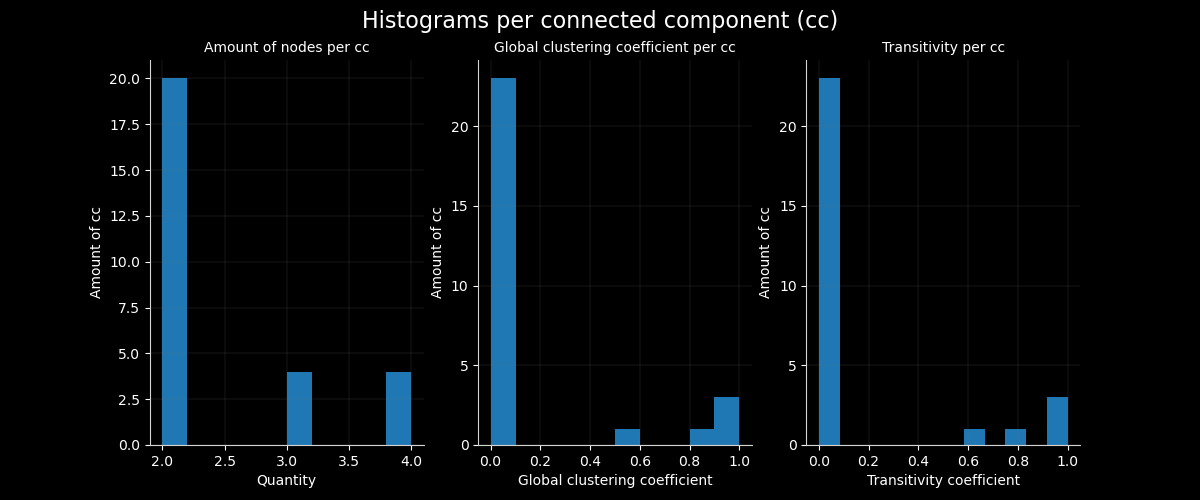 Histograms per connected component (cc)
Amount of nodes per cc
Global clustering coefficient per cc
Transitivity per cc
Amount of cc
20.0
17.5
15.0
12.5
10.0
7.5
5.0
2.5
0.0
2.0 2.5 3.0 3.5 4.0
Quantity
Amount of cc
20
15
10
5
0
0.0 0.2 0.4 0.6 0.8 1.0
Global clustering coefficient
Amount of cc
20
15
10
5
0
0.0 0.2 0.4 0.6 0.8 1.0
Transitivity coefficient